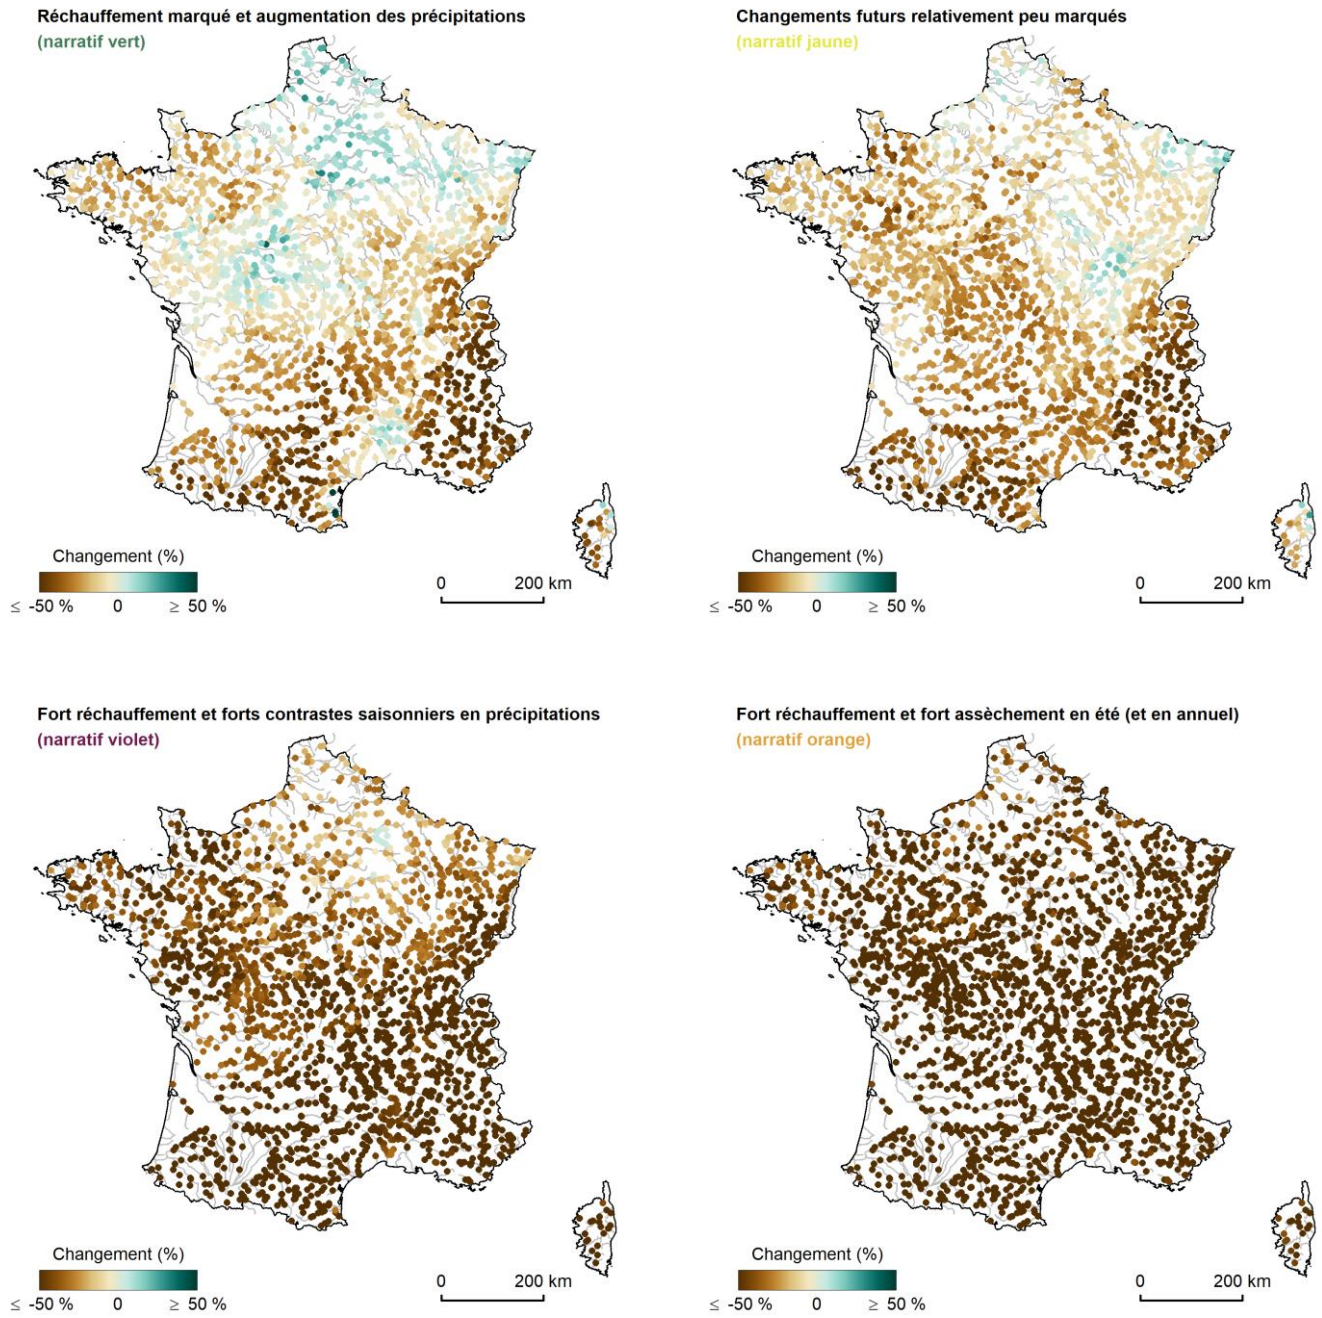 Réchauffement marqué et augmentation des précipitations
(narratif vert)
Changement (%)
≤ -50 % 0 ≥ 50 %
0 200 km
Changements futurs relativement peu marqués
(narratif jaune)
Changement (%)
≤ -50 % 0 ≥ 50 %
0 200 km
Fort réchauffement et forts contrastes saisonniers en précipitations
(narratif violet)
Changement (%)
≤ -50 % 0 ≥ 50 %
0 200 km
Fort réchauffement et fort assèchement en été (et en annuel)
(narratif orange)
Changement (%)
≤ -50 % 0 ≥ 50 %
0 200 km